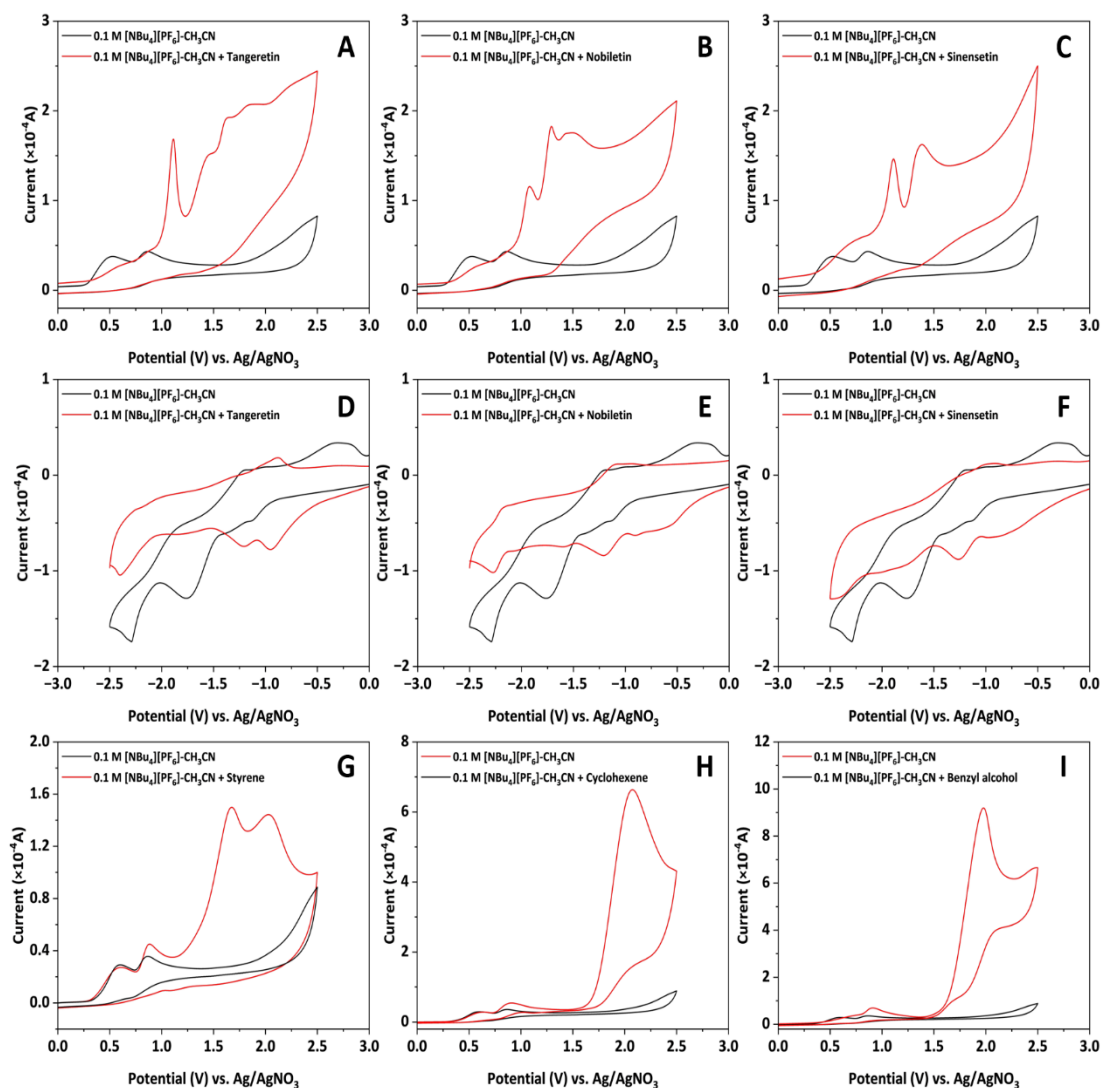 A
0.1 M [NBu₄][PF₆]-CH₃CN
0.1 M [NBu₄][PF₆]-CH₃CN + Tangeretin
Current (×10⁻⁴A)
3
2
1
0
0.0 0.5 1.0 1.5 2.0 2.5 3.0
Potential (V) vs. Ag/AgNO₃
B
0.1 M [NBu₄][PF₆]-CH₃CN
0.1 M [NBu₄][PF₆]-CH₃CN + Nobiletin
Current (×10⁻⁴A)
3
2
1
0
0.0 0.5 1.0 1.5 2.0 2.5 3.0
Potential (V) vs. Ag/AgNO₃
C
0.1 M [NBu₄][PF₆]-CH₃CN
0.1 M [NBu₄][PF₆]-CH₃CN + Sinensetin
Current (×10⁻⁴A)
3
2
1
0
0.0 0.5 1.0 1.5 2.0 2.5 3.0
Potential (V) vs. Ag/AgNO₃
D
0.1 M [NBu₄][PF₆]-CH₃CN
0.1 M [NBu₄][PF₆]-CH₃CN + Tangeretin
Current (×10⁻⁴A)
1
0
−1
−2
−3.0 −2.5 −2.0 −1.5 −1.0 −0.5 0.0
Potential (V) vs. Ag/AgNO₃
E
0.1 M [NBu₄][PF₆]-CH₃CN
0.1 M [NBu₄][PF₆]-CH₃CN + Nobiletin
Current (×10⁻⁴A)
1
0
−1
−2
−3.0 −2.5 −2.0 −1.5 −1.0 −0.5 0.0
Potential (V) vs. Ag/AgNO₃
F
0.1 M [NBu₄][PF₆]-CH₃CN
0.1 M [NBu₄][PF₆]-CH₃CN + Sinensetin
Current (×10⁻⁴A)
1
0
−1
−2
−3.0 −2.5 −2.0 −1.5 −1.0 −0.5 0.0
Potential (V) vs. Ag/AgNO₃
G
0.1 M [NBu₄][PF₆]-CH₃CN
0.1 M [NBu₄][PF₆]-CH₃CN + Styrene
Current (×10⁻⁴A)
2.0
1.6
1.2
0.8
0.4
0.0
0.0 0.5 1.0 1.5 2.0 2.5 3.0
Potential (V) vs. Ag/AgNO₃
H
0.1 M [NBu₄][PF₆]-CH₃CN
0.1 M [NBu₄][PF₆]-CH₃CN + Cyclohexene
Current (×10⁻⁴A)
8
6
4
2
0
0.0 0.5 1.0 1.5 2.0 2.5 3.0
Potential (V) vs. Ag/AgNO₃
I
0.1 M [NBu₄][PF₆]-CH₃CN
0.1 M [NBu₄][PF₆]-CH₃CN + Benzyl alcohol
Current (×10⁻⁴A)
12
10
8
6
4
2
0
0.0 0.5 1.0 1.5 2.0 2.5 3.0
Potential (V) vs. Ag/AgNO₃